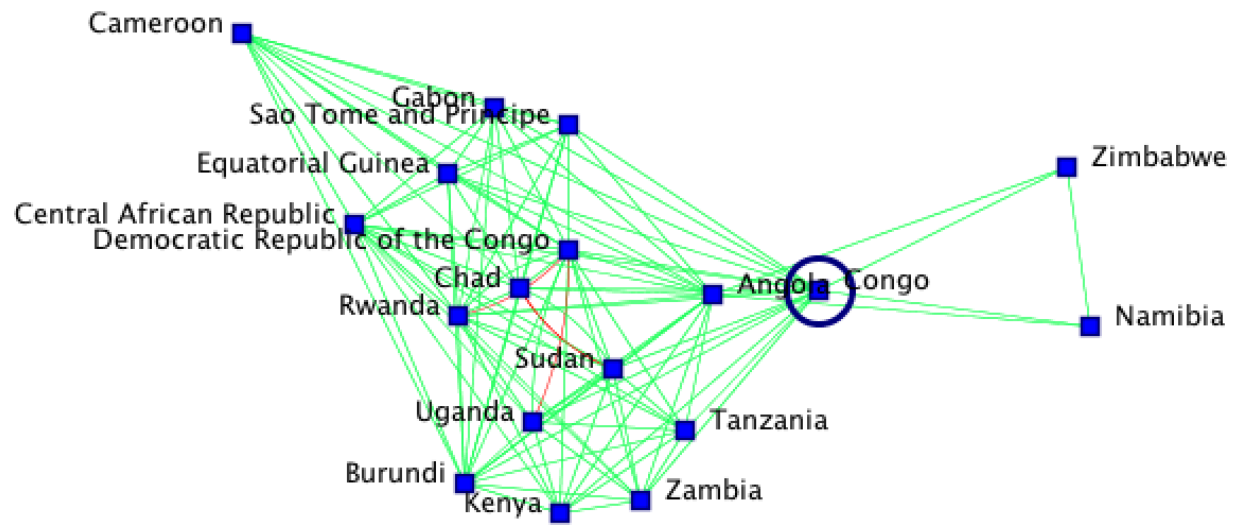 Cameroon
Gabon
Sao Tome and Principe
Equatorial Guinea
Zimbabwe
Central African Republic
Democratic Republic of the Congo
Chad
Angola
Congo
Rwanda
Namibia
Sudan
Uganda
Tanzania
Burundi
Kenya
Zambia